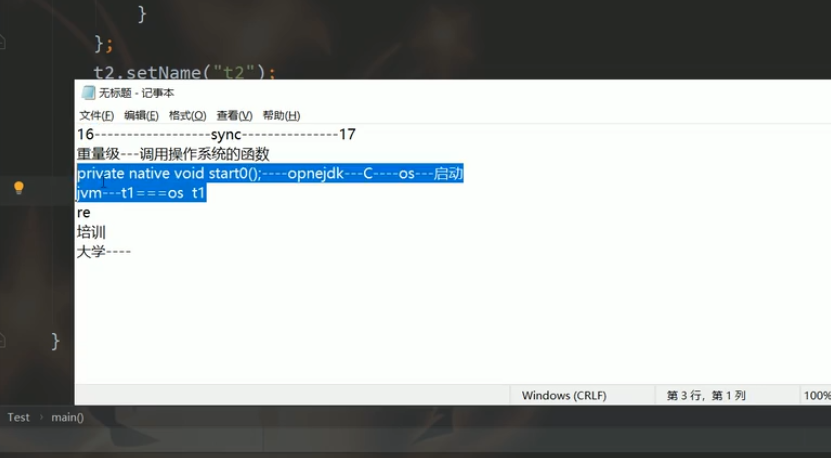 }
};
t2.setName("t2");
无标题 - 记事本
文件(F) 编辑(E) 格式(O) 查看(V) 帮助(H)
16------------------sync---------------17
重量级---调用操作系统的函数
private native void start0();----opnejdk---C----os---启动
jvm---t1===os t1
re
培训
大学----
}
Windows (CRLF) 第 3 行，第 1 列 100%
Test › main()